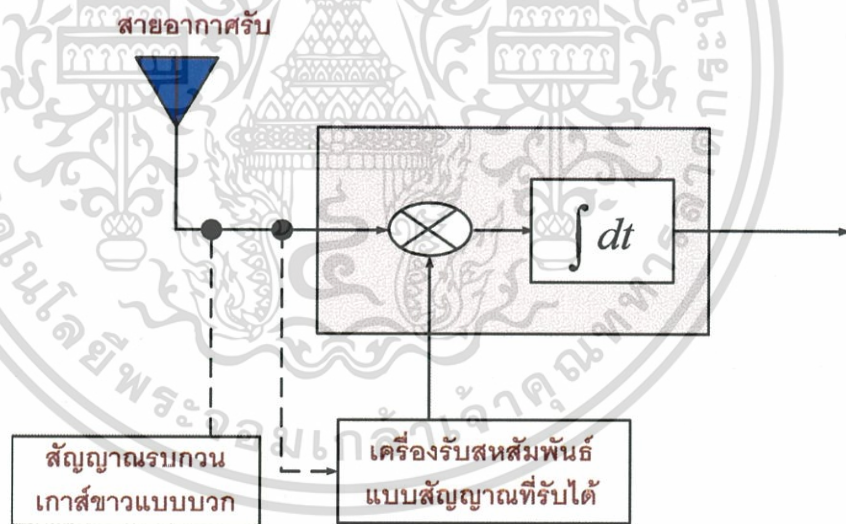 สายอากาศรับ
∫ dt
สัญญาณรบกวน
เกาส์ขาวแบบบวก
เครื่องรับสหสัมพันธ์
แบบสัญญาณที่รับได้